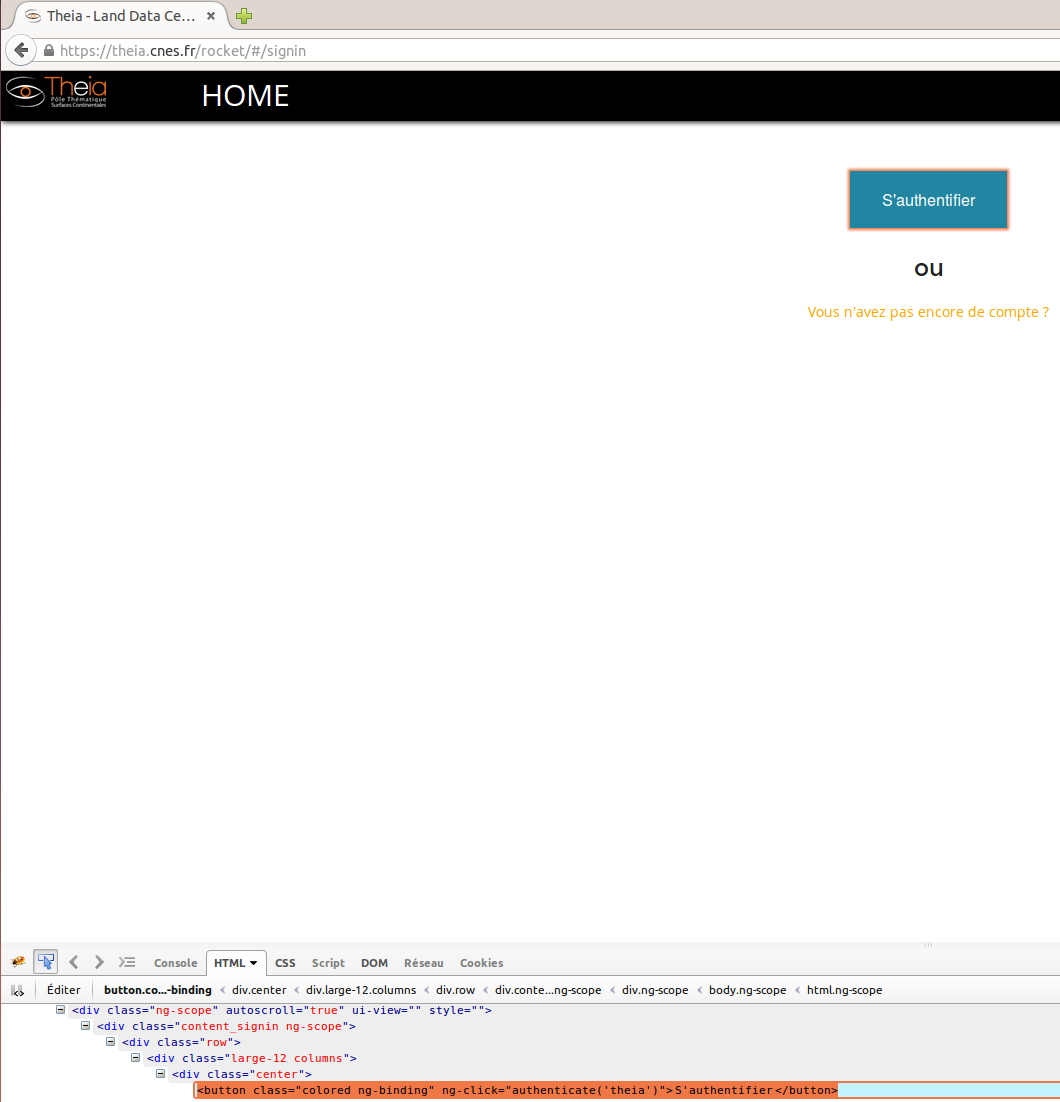 Theia - Land Data Ce...
https://theia.cnes.fr/rocket/#/signin
Theia
Pôle Thématique
Surfaces Continentales
HOME
S'authentifier
ou
Vous n'avez pas encore de compte ?
Console HTML CSS Script DOM Réseau Cookies
Éditer button.co...-binding < div.center < div.large-12.columns < div.row < div.conte...ng-scope < div.ng-scope < body.ng-scope < html.ng-scope
<div class="ng-scope" autoscroll="true" ui-view="" style="">
<div class="content_signin ng-scope">
<div class="row">
<div class="large-12 columns">
<div class="center">
<button class="colored ng-binding" ng-click="authenticate('theia')">S'authentifier</button>